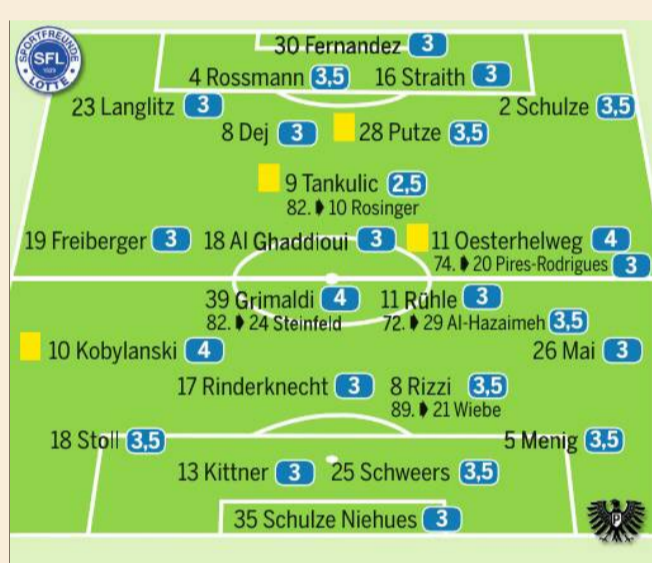 SPORTFREUNDE
SFL
1929
LOTTE
30 Fernandez 3
4 Rossmann 3,5 16 Straith 3
23 Langlitz 3 2 Schulze 3,5
8 Dej 3 28 Putze 3,5
9 Tankulic 2,5
82. 10 Rosinger
19 Freiberger 3 18 Al Ghaddioui 3 11 Oesterhelweg 4
74. 20 Pires-Rodrigues 3
39 Grimaldi 4 11 Rühle 3
82. 24 Steinfeld 72. 29 Al-Hazaimeh 3,5
10 Kobylanski 4 26 Mai 3
17 Rinderknecht 3 8 Rizzi 3,5
89. 21 Wiebe
18 Stoll 3,5 5 Menig 3,5
13 Kittner 3 25 Schweers 3,5
35 Schulze Niehues 3
P